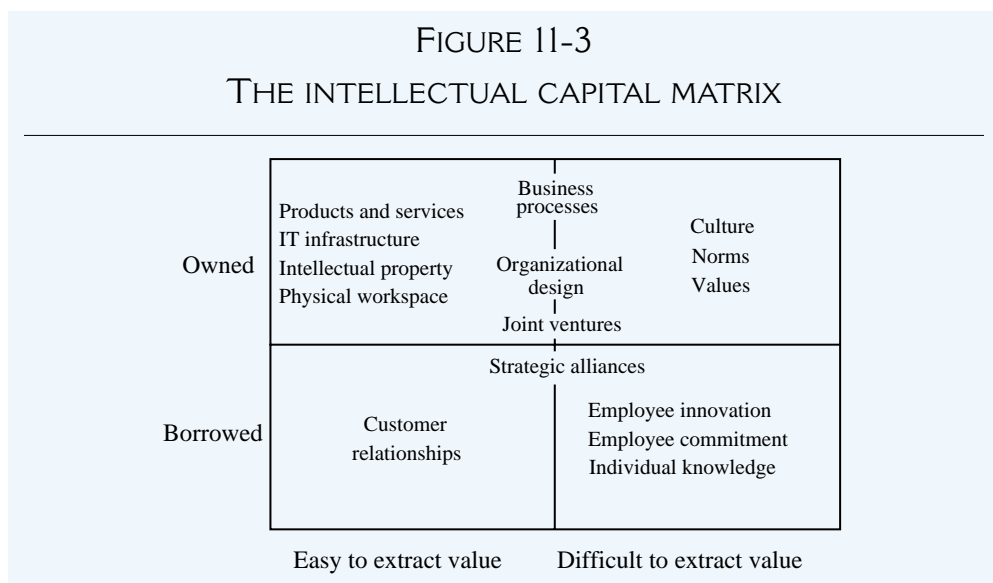 FIGURE 11-3
THE INTELLECTUAL CAPITAL MATRIX
Owned
Products and services
IT infrastructure
Intellectual property
Physical workspace
Business
processes
Organizational
design
Joint ventures
Culture
Norms
Values
Strategic alliances
Borrowed
Customer
relationships
Employee innovation
Employee commitment
Individual knowledge
Easy to extract value
Difficult to extract value